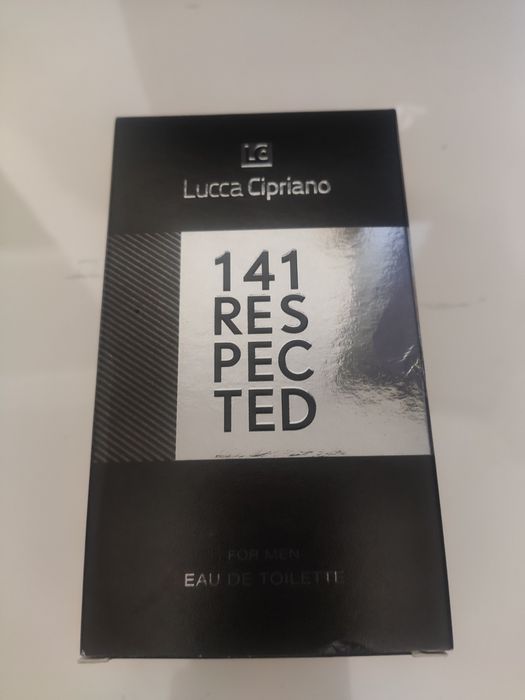 LC
Lucca Cipriano
141
RES
PEC
TED
FOR MEN
EAU DE TOILETTE